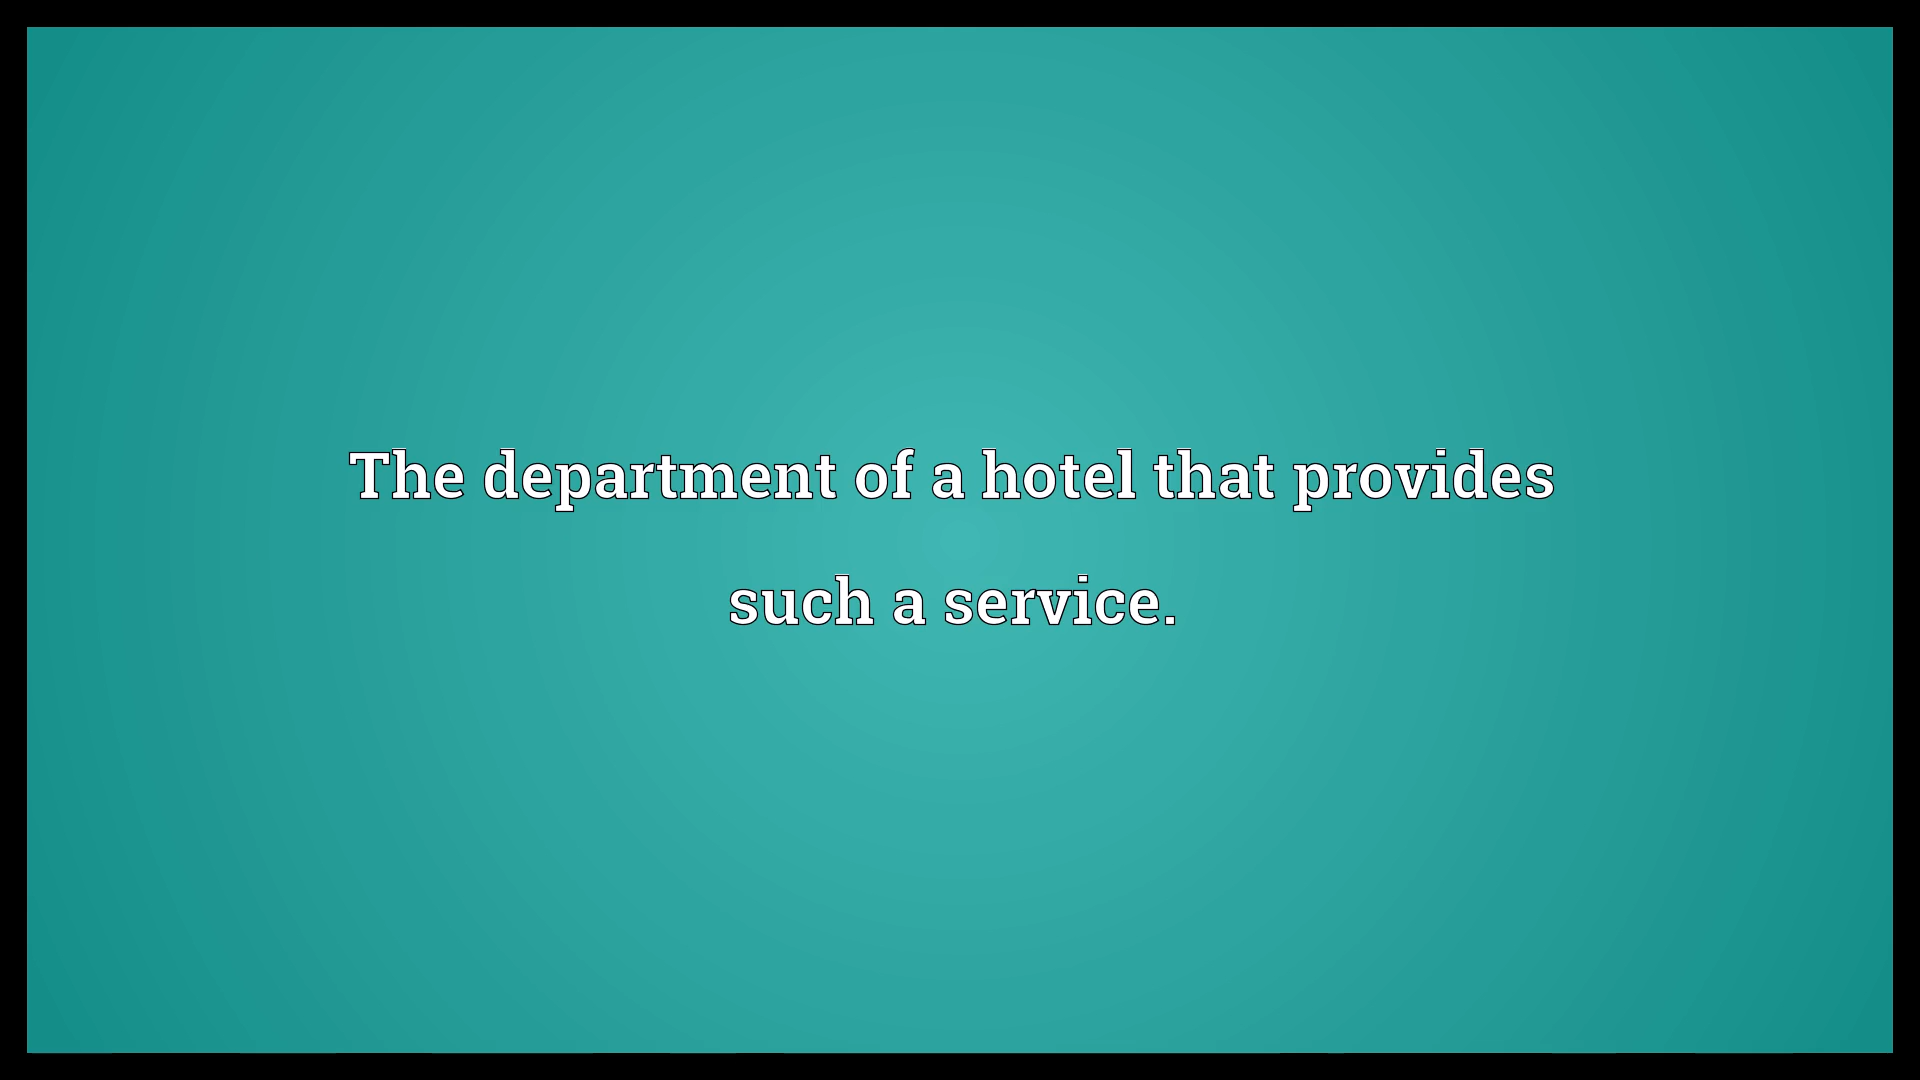 The department of a hotel that provides
such a service.